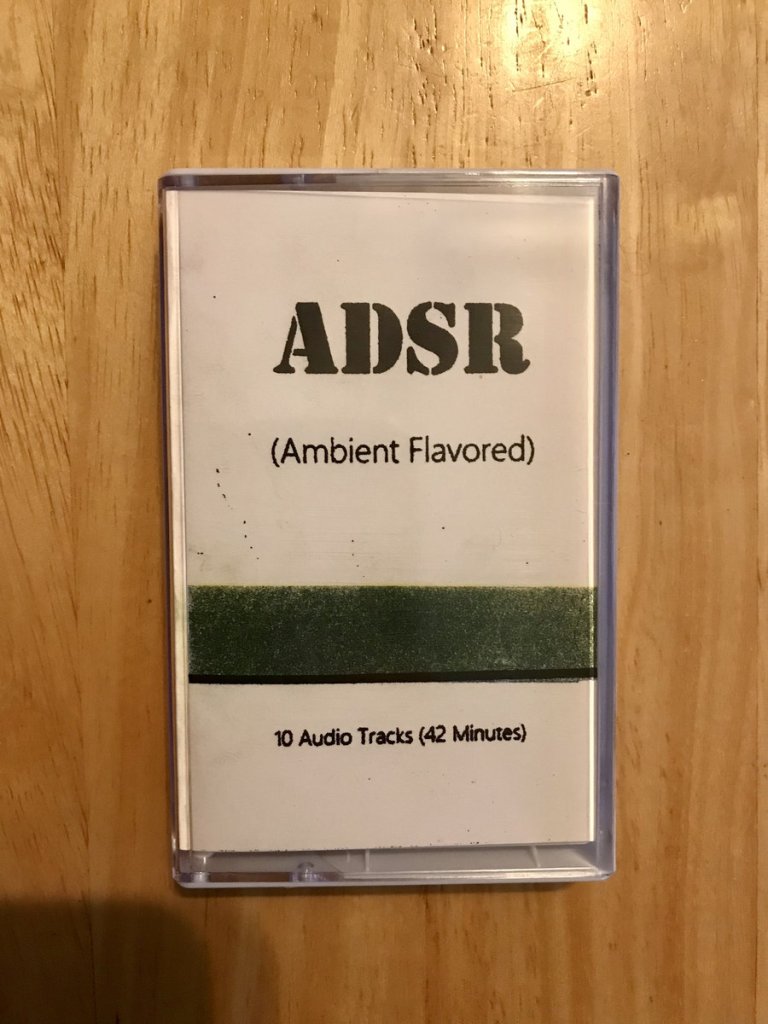 ADSR
(Ambient Flavored)
10 Audio Tracks (42 Minutes)